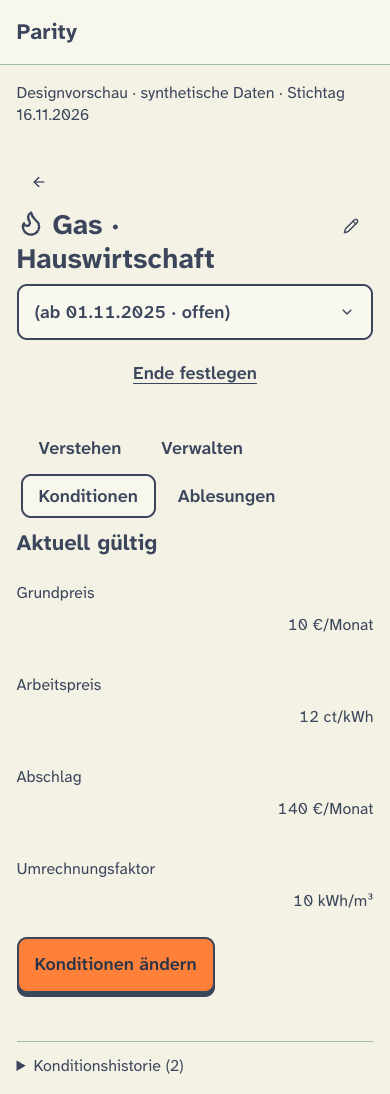 Parity
Designvorschau · synthetische Daten · Stichtag
16.11.2026
←
Gas ·
Hauswirtschaft
(ab 01.11.2025 · offen)
Ende festlegen
Verstehen Verwalten
Konditionen Ablesungen
Aktuell gültig
Grundpreis
10 €/Monat
Arbeitspreis
12 ct/kWh
Abschlag
140 €/Monat
Umrechnungsfaktor
10 kWh/m³
Konditionen ändern
▶ Konditionshistorie (2)